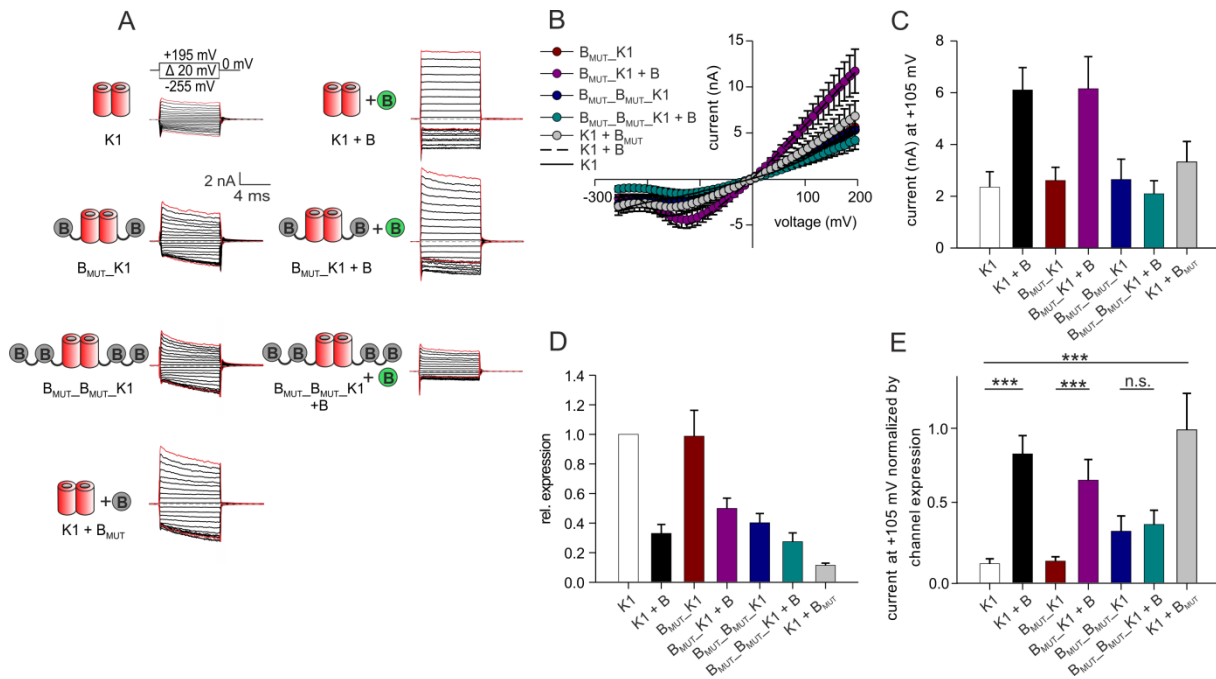 A
+195 mV
Δ 20 mV
0 mV
-255 mV
K1
+ B
K1 + B
2 nA
4 ms
B B
B_MUT_K1
B B + B
B_MUT_K1 + B
B B B B
B_MUT_B_MUT_K1
B B B B
+ B
B_MUT_B_MUT_K1
+B
+ B
K1 + B_MUT
B
B_MUT_K1
B_MUT_K1 + B
B_MUT_B_MUT_K1
B_MUT_B_MUT_K1 + B
K1 + B_MUT
K1 + B
K1
current (nA)
15
10
5
-5
-300
100
200
voltage (mV)
C
current (nA) at +105 mV
8
6
4
2
0
K1
K1 + B
B_MUT_K1
B_MUT_K1 + B
B_MUT_B_MUT_K1
B_MUT_B_MUT_K1 + B
K1 + B_MUT
D
rel. expression
1.4
1.2
1.0
0.8
0.6
0.4
0.2
0.0
K1
K1 + B
B_MUT_K1
B_MUT_K1 + B
B_MUT_B_MUT_K1
B_MUT_B_MUT_K1 + B
K1 + B_MUT
E
current at +105 mV normalized by
channel expression
1.0
0.5
0.0
***
***
***
n.s.
K1
K1 + B
B_MUT_K1
B_MUT_K1 + B
B_MUT_B_MUT_K1
B_MUT_B_MUT_K1 + B
K1 + B_MUT